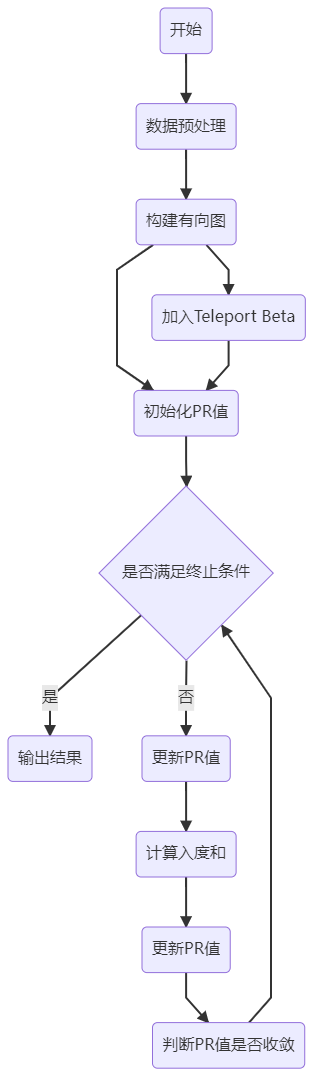 开始
数据预处理
构建有向图
加入Teleport Beta
初始化PR值
是否满足终止条件
是
否
输出结果
更新PR值
计算入度和
更新PR值
判断PR值是否收敛